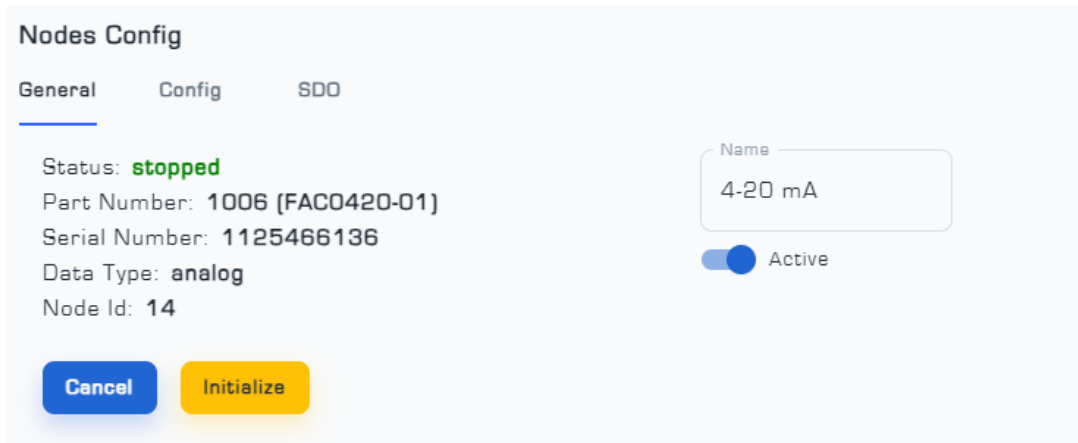 Nodes Config
General Config SDO
Status: stopped
Part Number: 1006 (FAC0420-01)
Serial Number: 1125466136
Data Type: analog
Node Id: 14
Name
4-20 mA
Active
Cancel Initialize